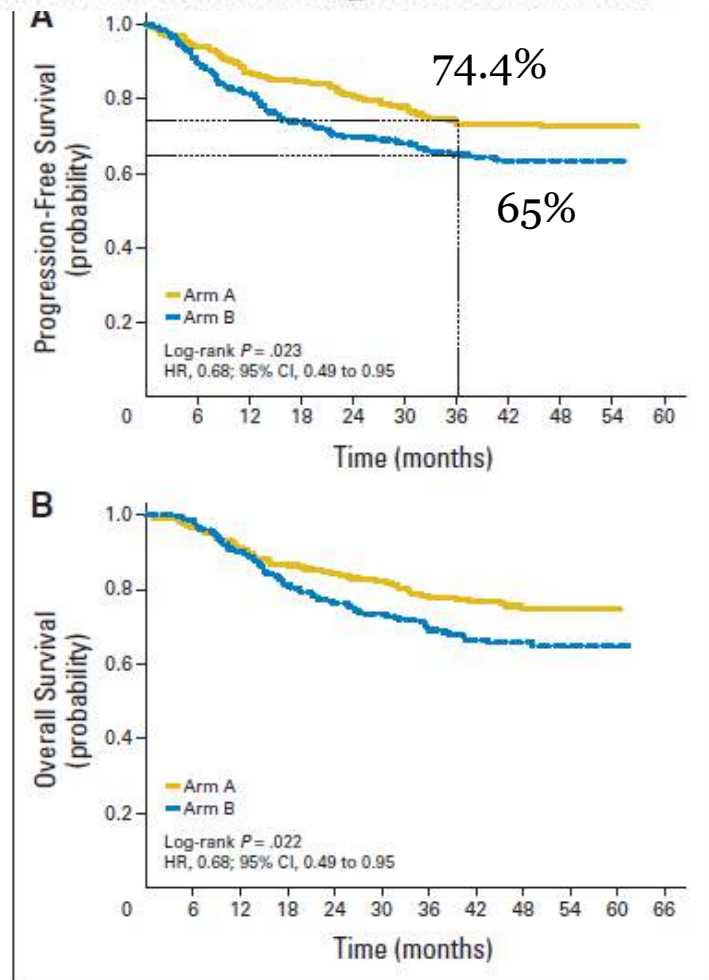 A
1.0
0.8
0.6
0.4
0.2
Progression-Free Survival
(probability)
74.4%
65%
Arm A
Arm B
Log-rank P = .023
HR, 0.68; 95% CI, 0.49 to 0.95
0 6 12 18 24 30 36 42 48 54 60
Time (months)
B
1.0
0.8
0.6
0.4
0.2
Overall Survival
(probability)
Arm A
Arm B
Log-rank P = .022
HR, 0.68; 95% CI, 0.49 to 0.95
0 6 12 18 24 30 36 42 48 54 60 66
Time (months)